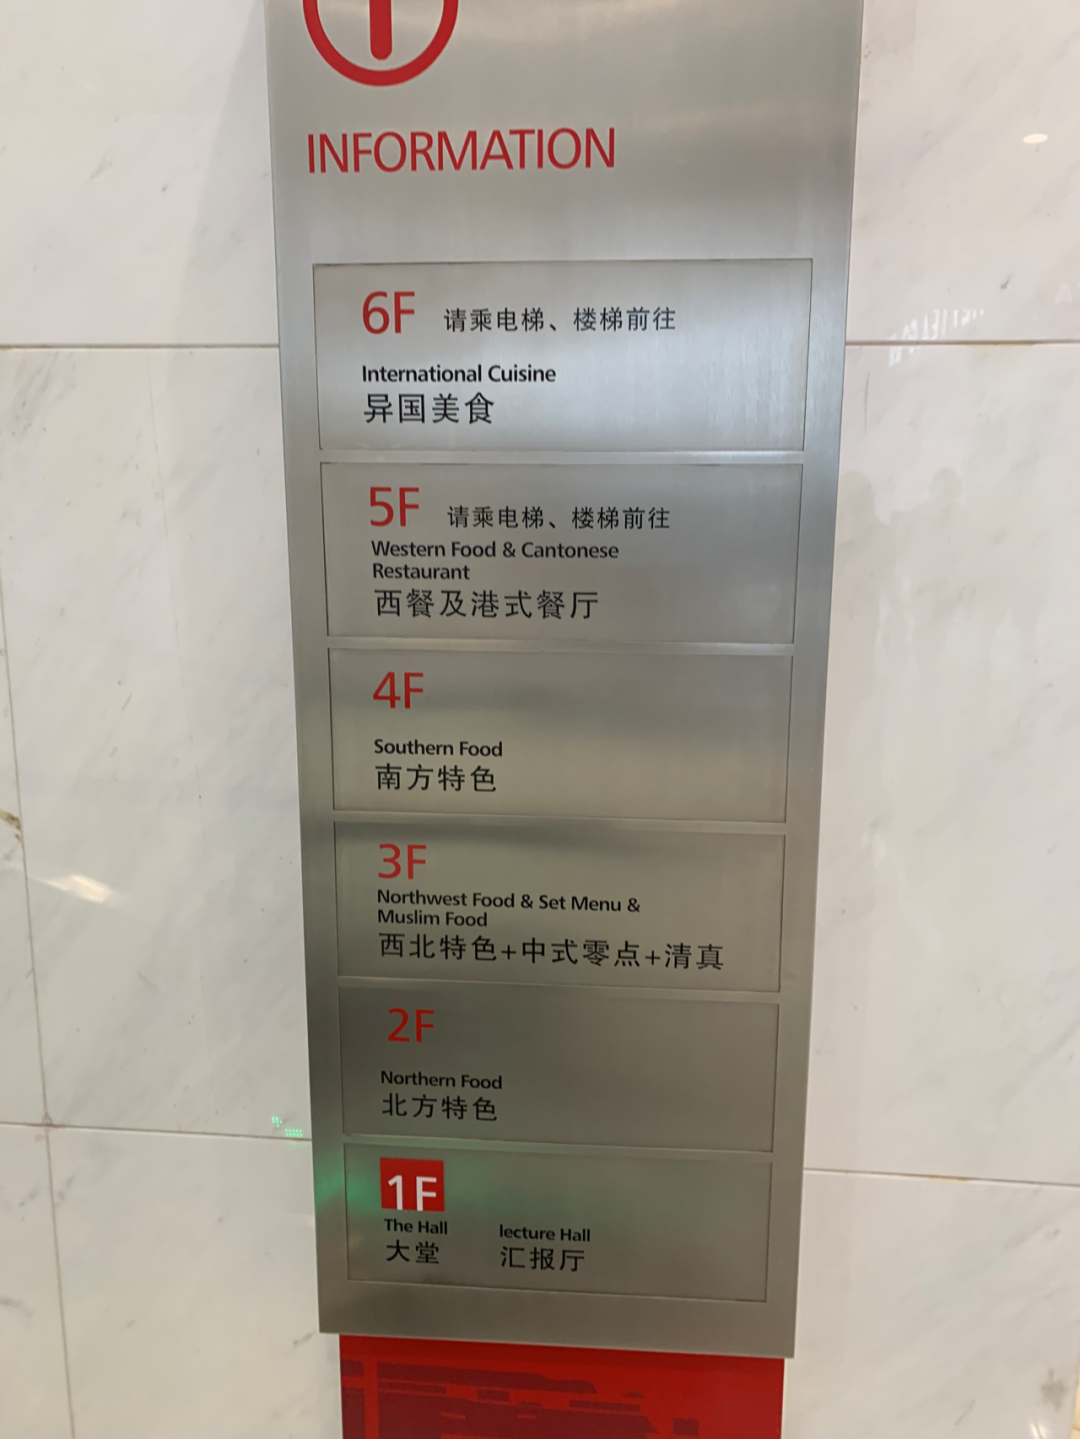 INFORMATION
6F 请乘电梯、楼梯前往
International Cuisine
异国美食
5F 请乘电梯、楼梯前往
Western Food & Cantonese
Restaurant
西餐及港式餐厅
4F
Southern Food
南方特色
3F
Northwest Food & Set Menu &
Muslim Food
西北特色+中式零点+清真
2F
Northern Food
北方特色
1F
The Hall lecture Hall
大堂 汇报厅